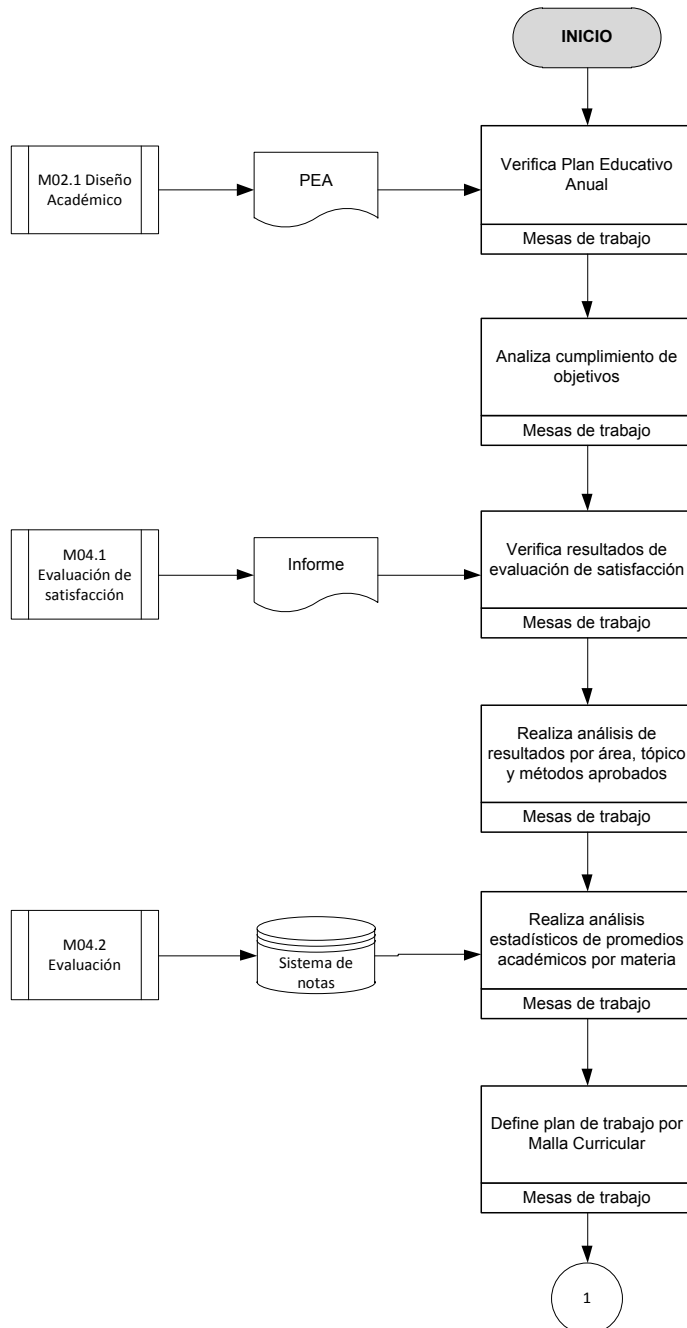 INICIO
M02.1 Diseño
Académico
PEA
Verifica Plan Educativo
Anual
Mesas de trabajo
Analiza cumplimiento de
objetivos
Mesas de trabajo
M04.1
Evaluación de
satisfacción
Informe
Verifica resultados de
evaluación de satisfacción
Mesas de trabajo
Realiza análisis de
resultados por área, tópico
y métodos aprobados
Mesas de trabajo
M04.2
Evaluación
Sistema de
notas
Realiza análisis
estadísticos de promedios
académicos por materia
Mesas de trabajo
Define plan de trabajo por
Malla Curricular
Mesas de trabajo
1